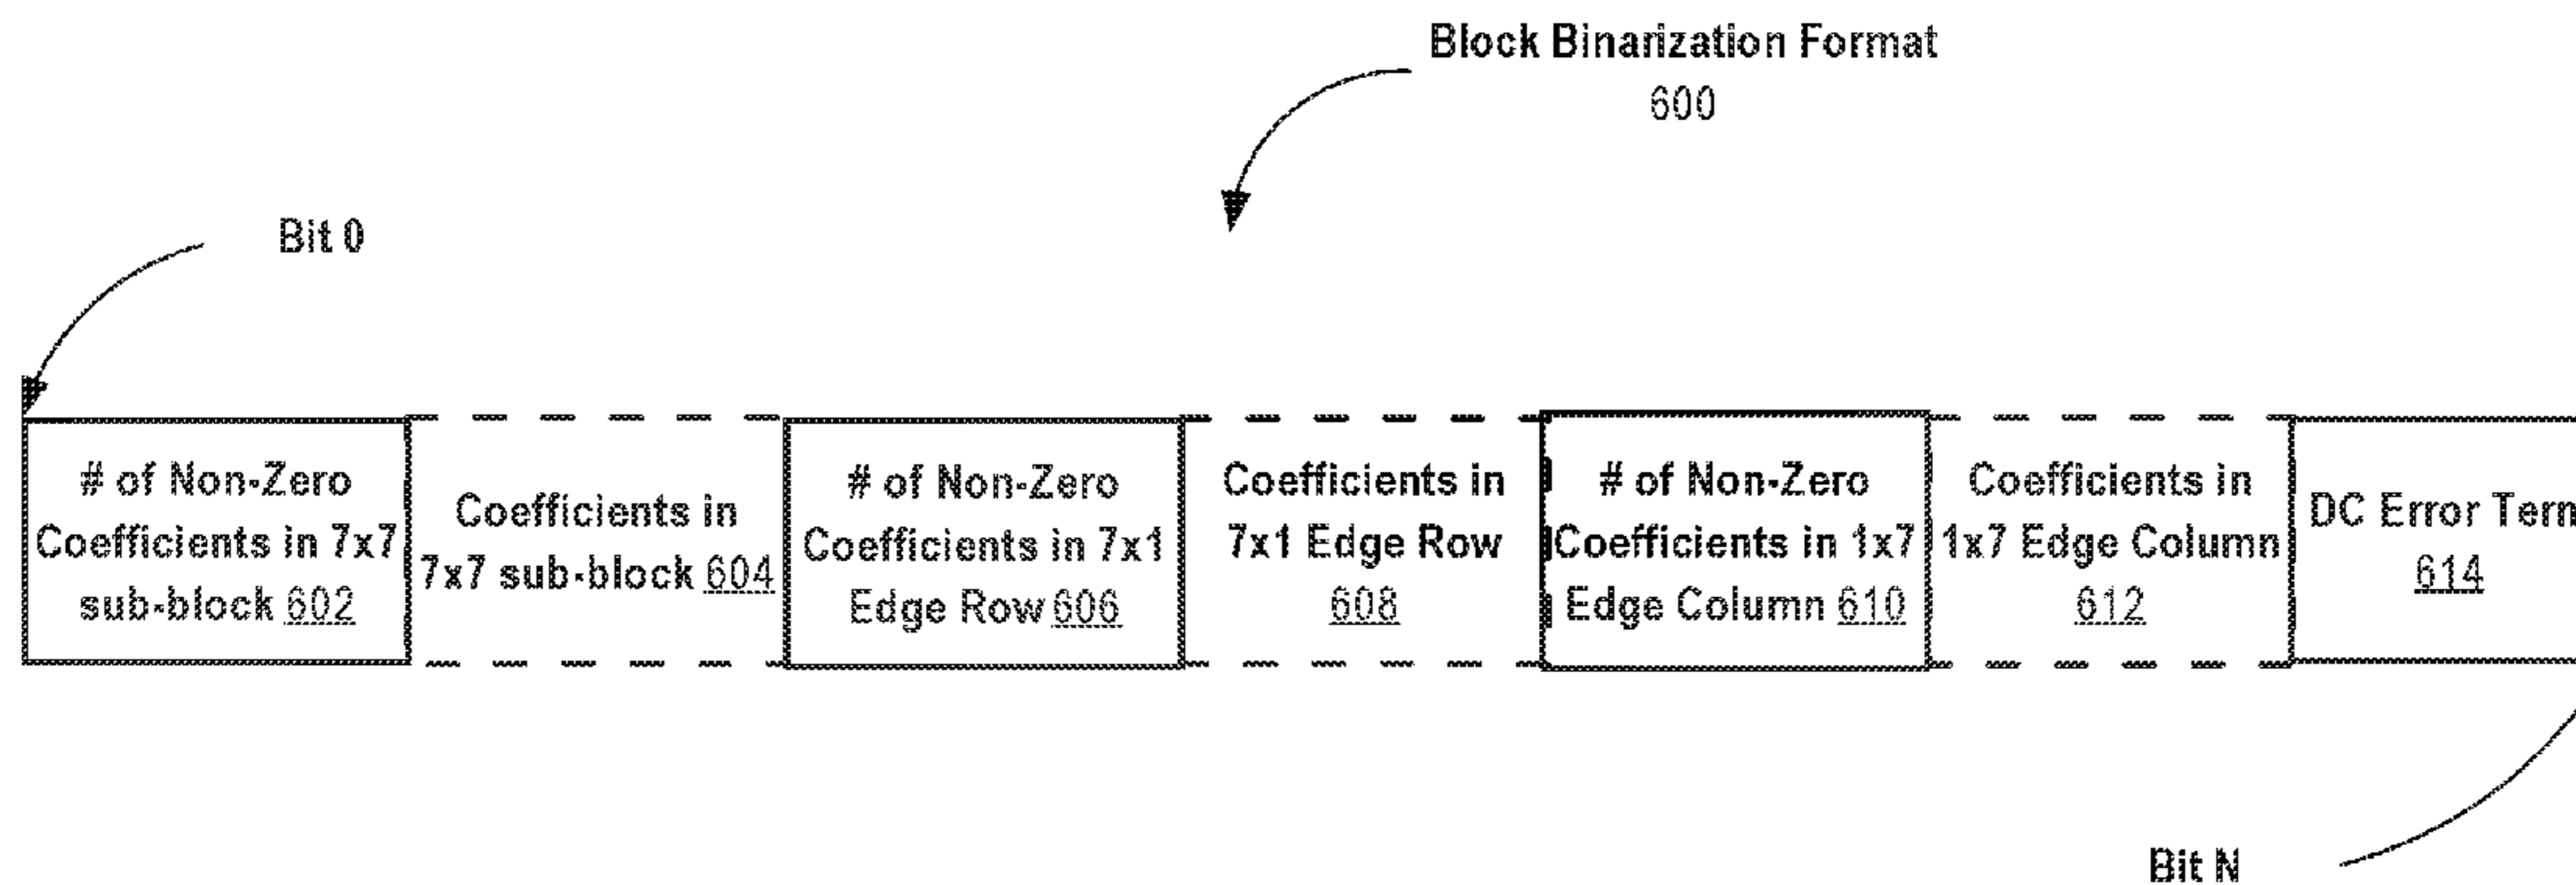 Block Binarization Format
600
Bit 0
# of Non-Zero
Coefficients in 7x7
sub-block 602
Coefficients in
7x7 sub-block 604
# of Non-Zero
Coefficients in 7x1
Edge Row 606
Coefficients in
7x1 Edge Row
608
# of Non-Zero
Coefficients in 1x7
Edge Column 610
Coefficients in
1x7 Edge Column
612
DC Error Term
614
Bit N